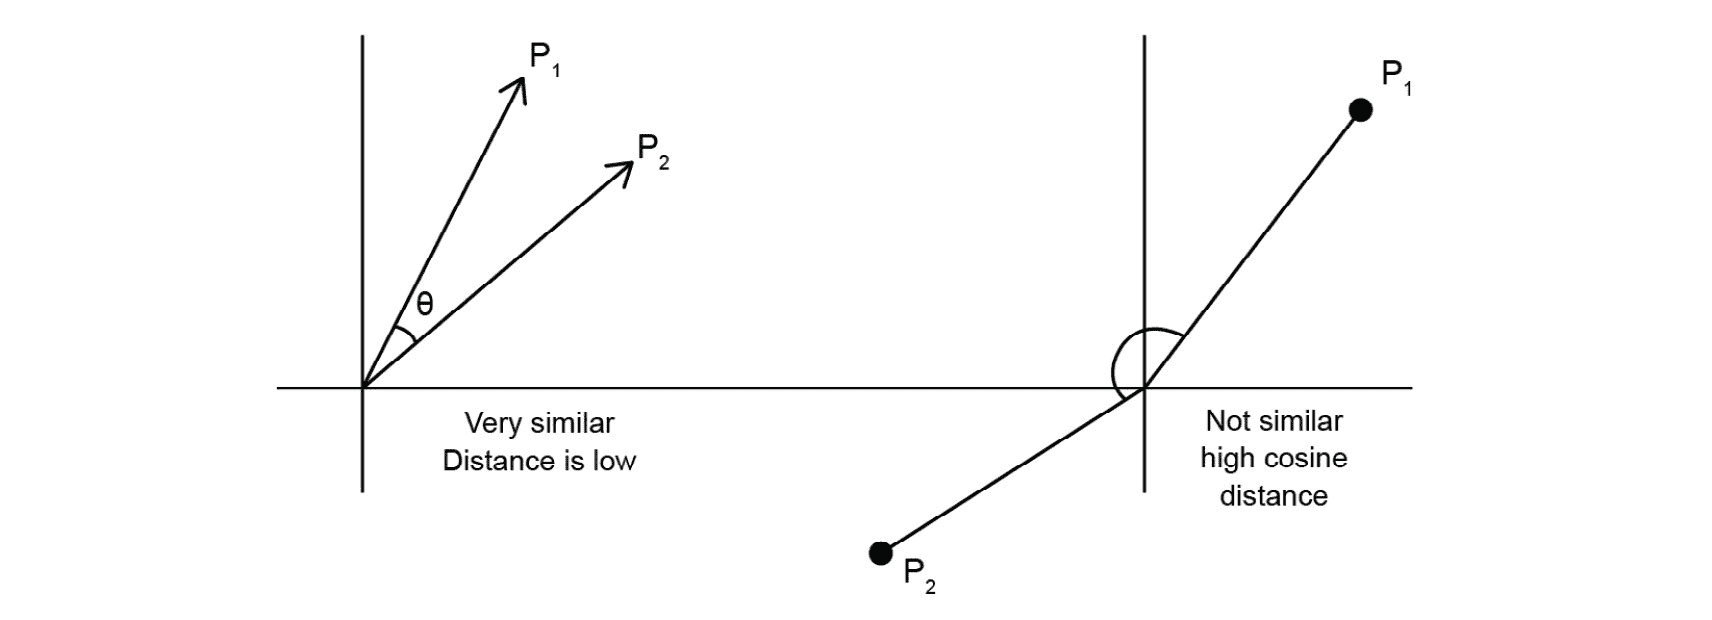 P1
P2
θ
Very similar
Distance is low
P1
Not similar
high cosine
distance
P2